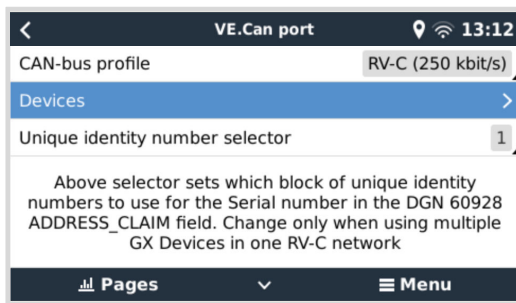 VE.Can port 13:12
CAN-bus profile RV-C (250 kbit/s)
Devices
Unique identity number selector 1
Above selector sets which block of unique identity
numbers to use for the Serial number in the DGN 60928
ADDRESS_CLAIM field. Change only when using multiple
GX Devices in one RV-C network
Pages Menu